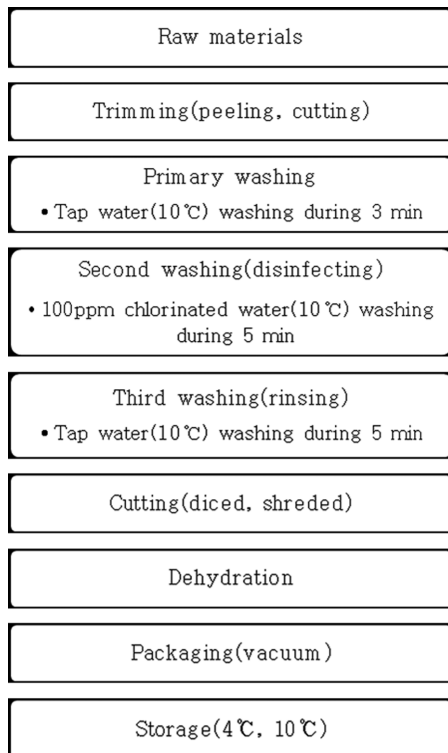 Raw materials
Trimming(peeling, cutting)
Primary washing
• Tap water(10℃) washing during 3 min
Second washing(disinfecting)
• 100ppm chlorinated water(10℃) washing
during 5 min
Third washing(rinsing)
• Tap water(10℃) washing during 5 min
Cutting(diced, shreded)
Dehydration
Packaging(vacuum)
Storage(4℃, 10℃)